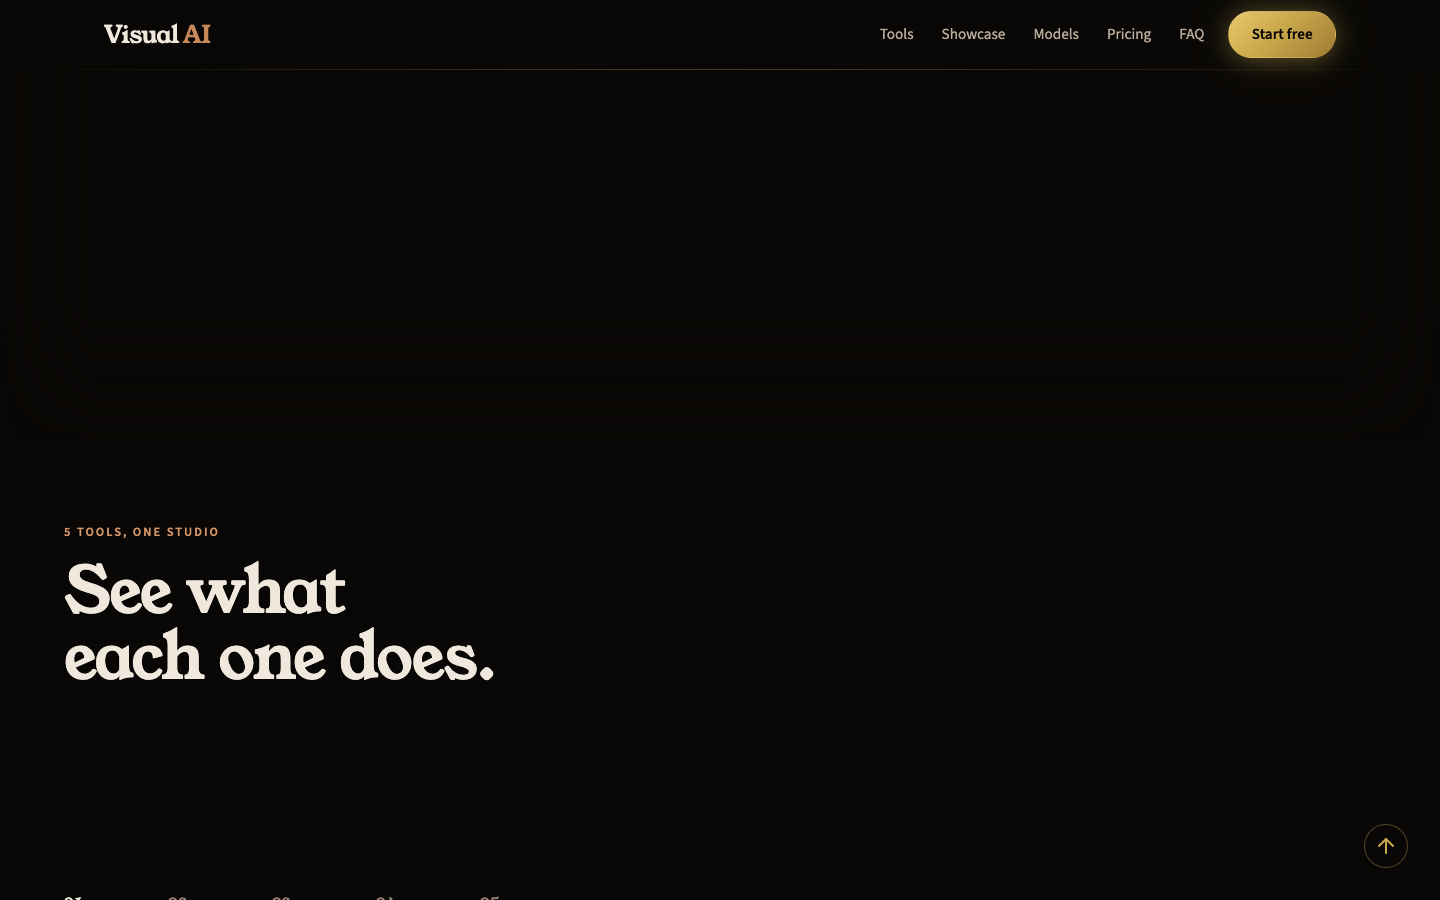 Visual AI
Tools Showcase Models Pricing FAQ Start free
5 TOOLS, ONE STUDIO
See what
each one does.